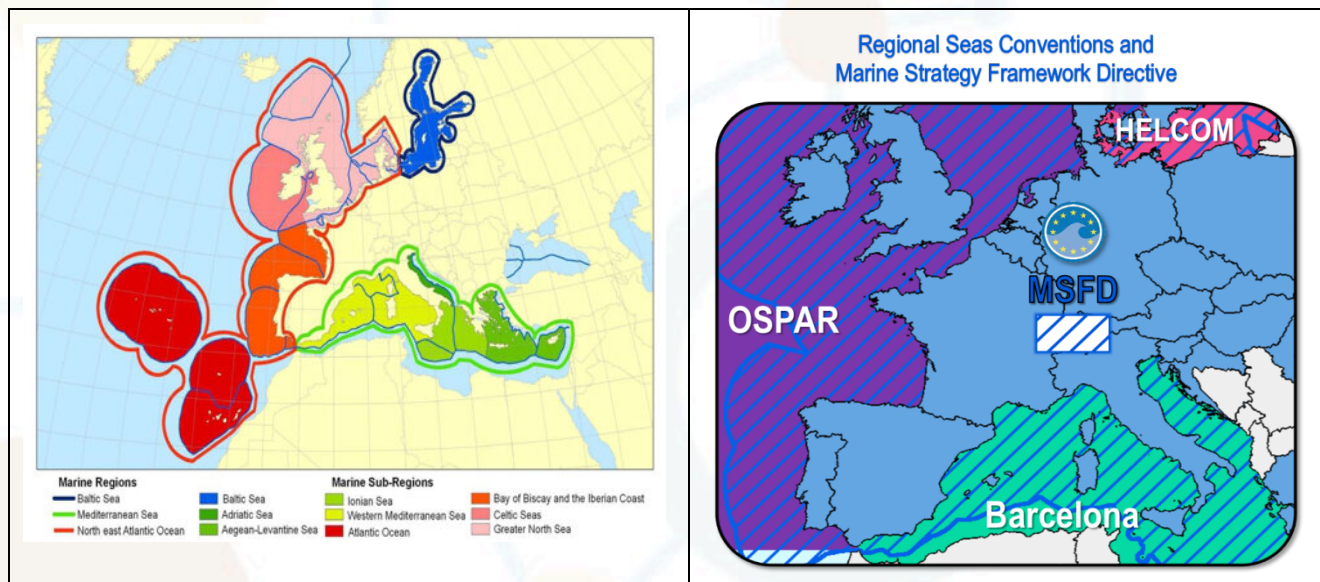 Marine Regions
Baltic Sea
Mediterranean Sea
North east Atlantic Ocean
Marine Sub-Regions
Baltic Sea
Adriatic Sea
Aegean-Levantine Sea
Ionian Sea
Western Mediterranean Sea
Atlantic Ocean
Bay of Biscay and the Iberian Coast
Celtic Seas
Greater North Sea
Regional Seas Conventions and
Marine Strategy Framework Directive
HELCOM
MSFD
OSPAR
Barcelona